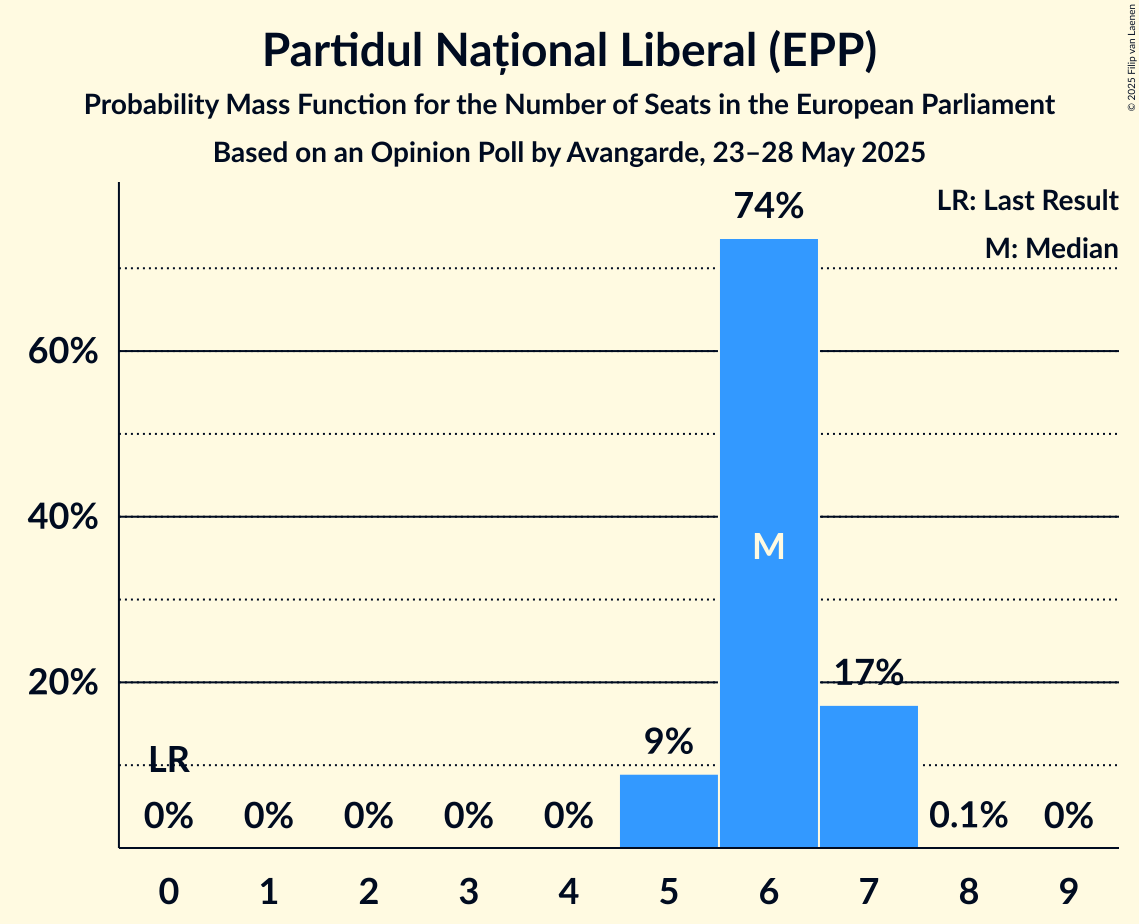 Partidul Național Liberal (EPP)
Probability Mass Function for the Number of Seats in the European Parliament
Based on an Opinion Poll by Avangarde, 23–28 May 2025
© 2025 Filip van Laenen
LR: Last Result
M: Median
74%
60%
40%
M
20%
17%
9%
LR
0% 0% 0% 0% 0% 0.1% 0%
0 1 2 3 4 5 6 7 8 9